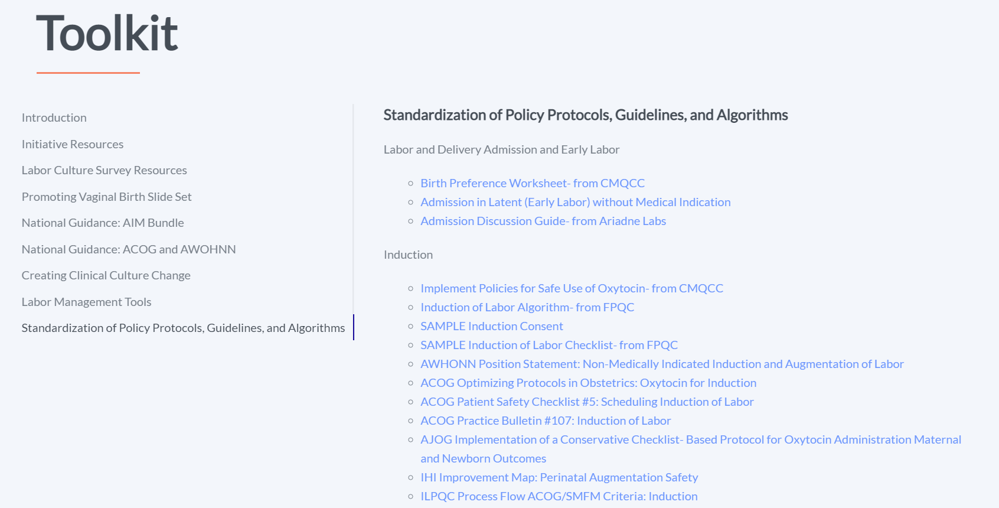 Toolkit
Introduction
Initiative Resources
Labor Culture Survey Resources
Promoting Vaginal Birth Slide Set
National Guidance: AIM Bundle
National Guidance: ACOG and AWOHNN
Creating Clinical Culture Change
Labor Management Tools
Standardization of Policy Protocols, Guidelines, and Algorithms
Standardization of Policy Protocols, Guidelines, and Algorithms
Labor and Delivery Admission and Early Labor
Birth Preference Worksheet- from CMQCC
Admission in Latent (Early Labor) without Medical Indication
Admission Discussion Guide- from Ariadne Labs
Induction
Implement Policies for Safe Use of Oxytocin- from CMQCC
Induction of Labor Algorithm- from FPQC
SAMPLE Induction Consent
SAMPLE Induction of Labor Checklist- from FPQC
AWHONN Position Statement: Non-Medically Indicated Induction and Augmentation of Labor
ACOG Optimizing Protocols in Obstetrics: Oxytocin for Induction
ACOG Patient Safety Checklist #5: Scheduling Induction of Labor
ACOG Practice Bulletin #107: Induction of Labor
AJOG Implementation of a Conservative Checklist- Based Protocol for Oxytocin Administration Maternal
and Newborn Outcomes
IHI Improvement Map: Perinatal Augmentation Safety
ILPQC Process Flow ACOG/SMFM Criteria: Induction